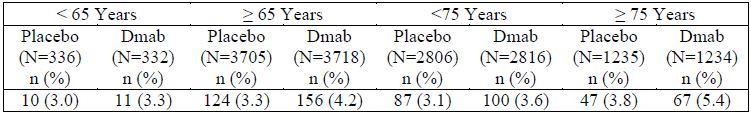 < 65 Years ≥ 65 Years <75 Years ≥ 75 Years
Placebo Dmab Placebo Dmab Placebo Dmab Placebo Dmab
(N=336) (N=332) (N=3705) (N=3718) (N=2806) (N=2816) (N=1235) (N=1234)
n (%) n (%) n (%) n (%) n (%) n (%) n (%) n (%)
10 (3.0) 11 (3.3) 124 (3.3) 156 (4.2) 87 (3.1) 100 (3.6) 47 (3.8) 67 (5.4)